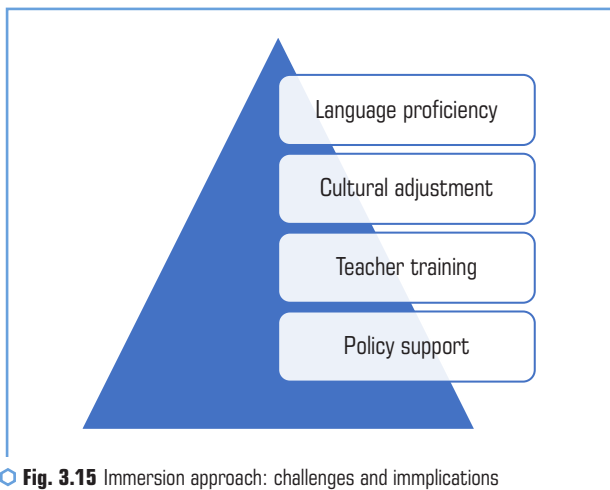 Language proficiency
Cultural adjustment
Teacher training
Policy support
Fig. 3.15 Immersion approach: challenges and immplications